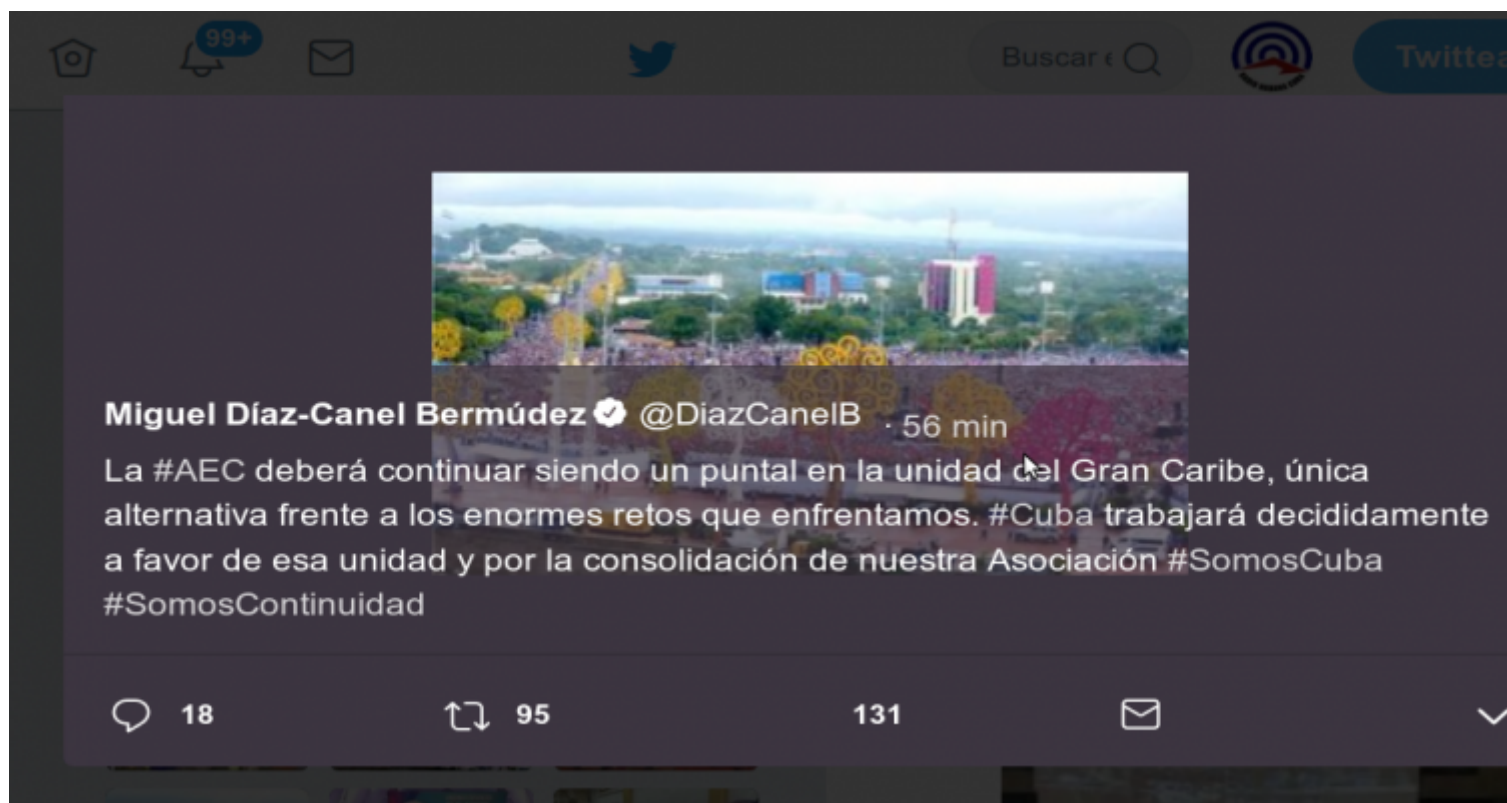 99+
Buscar e
Twittea
Miguel Díaz-Canel Bermúdez @DiazCanelB · 56 min
La #AEC deberá continuar siendo un puntal en la unidad del Gran Caribe, única
alternativa frente a los enormes retos que enfrentamos. #Cuba trabajará decididamente
a favor de esa unidad y por la consolidación de nuestra Asociación #SomosCuba
#SomosContinuidad
18
95
131